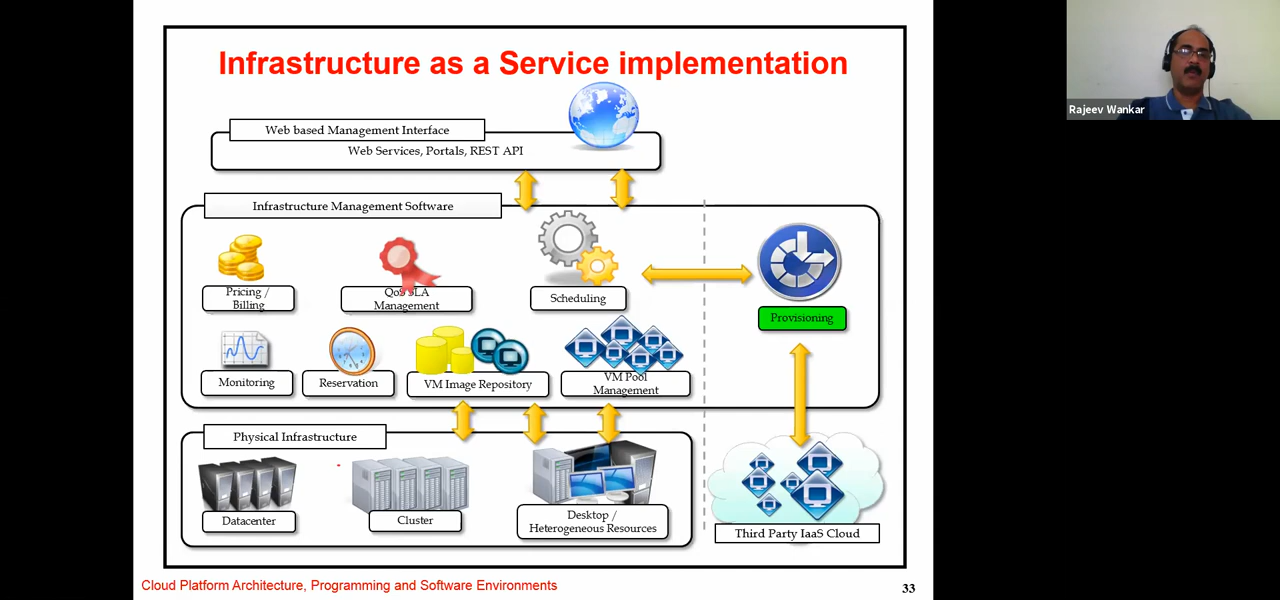 Infrastructure as a Service implementation
Rajeev Wankar
Web based Management Interface
Web Services, Portals, REST API
Infrastructure Management Software
Pricing /
Billing
QoS SLA
Management
Scheduling
Provisioning
Monitoring
Reservation
VM Image Repository
VM Pool
Management
Physical Infrastructure
Datacenter
Cluster
Desktop /
Heterogeneous Resources
Third Party IaaS Cloud
Cloud Platform Architecture, Programming and Software Environments
33